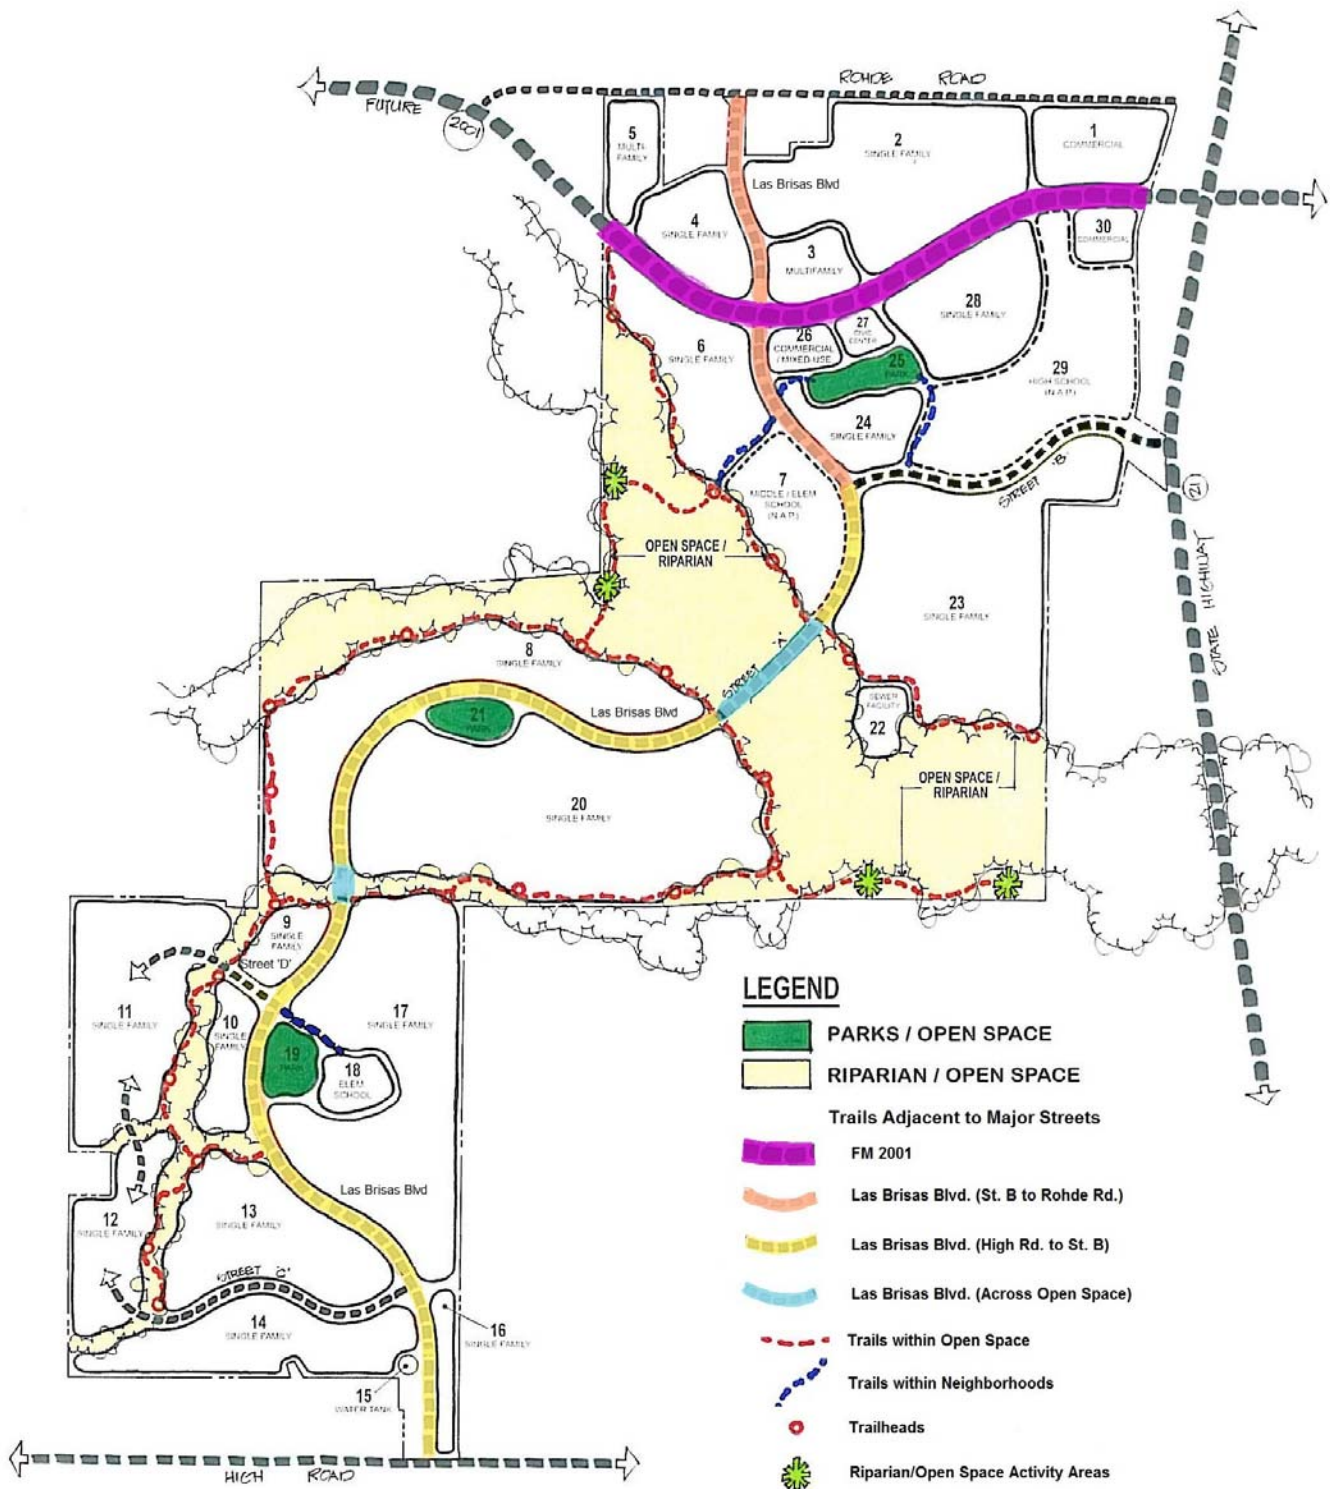 ROHDE ROAD
FUTURE
2001
5
MULTI-
FAMILY
2
SINGLE FAMILY
1
COMMERCIAL
Las Brisas Blvd
4
SINGLE FAMILY
3
MULTIFAMILY
30
COMMERCIAL
28
SINGLE FAMILY
6
SINGLE FAMILY
26
COMMERCIAL
/ MIXED USE
27
CIVIC
CENTER
25
PARK
29
HIGH SCHOOL
(N.A.P.)
24
SINGLE FAMILY
7
MIDDLE / ELEM
SCHOOL
(N.A.P.)
STREET 'B'
21
STATE HIGHWAY
OPEN SPACE /
RIPARIAN
23
SINGLE FAMILY
8
SINGLE FAMILY
STREET
SEWER
FACILITY
22
21
PARK
Las Brisas Blvd
OPEN SPACE /
RIPARIAN
20
SINGLE FAMILY
9
SINGLE
FAMILY
Street 'D'
11
SINGLE FAMILY
10
SINGLE
FAMILY
17
SINGLE FAMILY
19
PARK
18
ELEM.
SCHOOL
Las Brisas Blvd
12
SINGLE FAMILY
13
SINGLE FAMILY
STREET 'C'
14
SINGLE FAMILY
16
SINGLE FAMILY
15
WATER TANK
HIGH ROAD
LEGEND
PARKS / OPEN SPACE
RIPARIAN / OPEN SPACE
Trails Adjacent to Major Streets
FM 2001
Las Brisas Blvd. (St. B to Rohde Rd.)
Las Brisas Blvd. (High Rd. to St. B)
Las Brisas Blvd. (Across Open Space)
Trails within Open Space
Trails within Neighborhoods
Trailheads
Riparian/Open Space Activity Areas